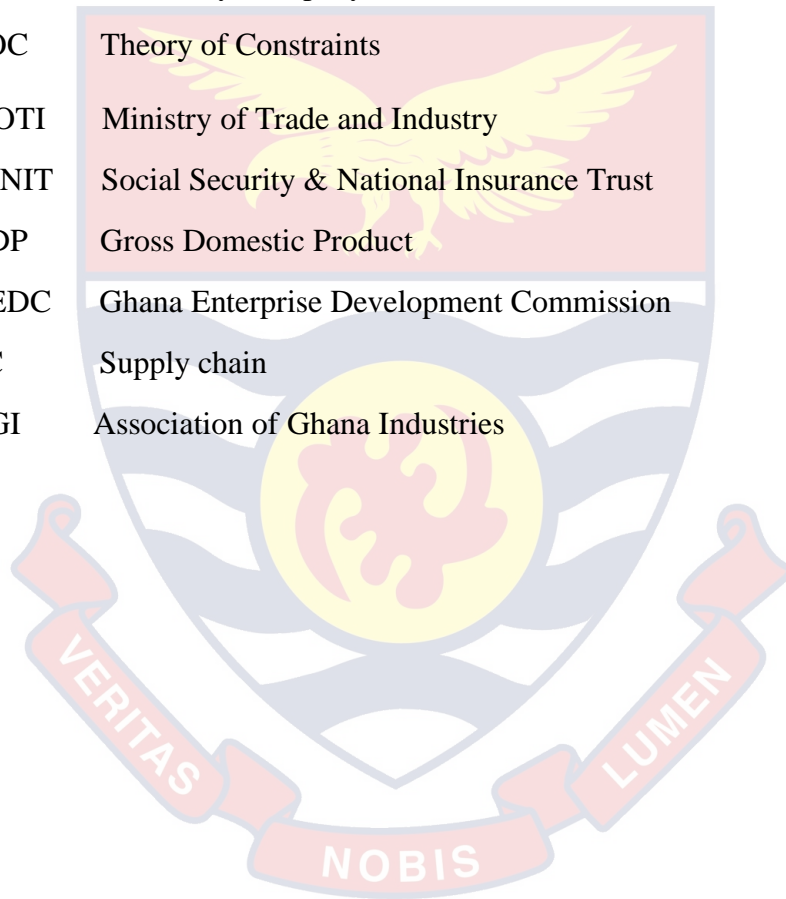 OC Theory of Constraints
OTI Ministry of Trade and Industry
NIT Social Security & National Insurance Trust
DP Gross Domestic Product
EDC Ghana Enterprise Development Commission
C Supply chain
GI Association of Ghana Industries
VERITAS
NOBIS
LUMEN